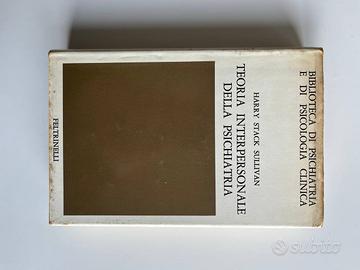 BIBLIOTECA DI PSICHIATRIA
E DI PSICOLOGIA CLINICA
HARRY STACK SULLIVAN
TEORIA INTERPERSONALE
DELLA PSICHIATRIA
FELTRINELLI
subito